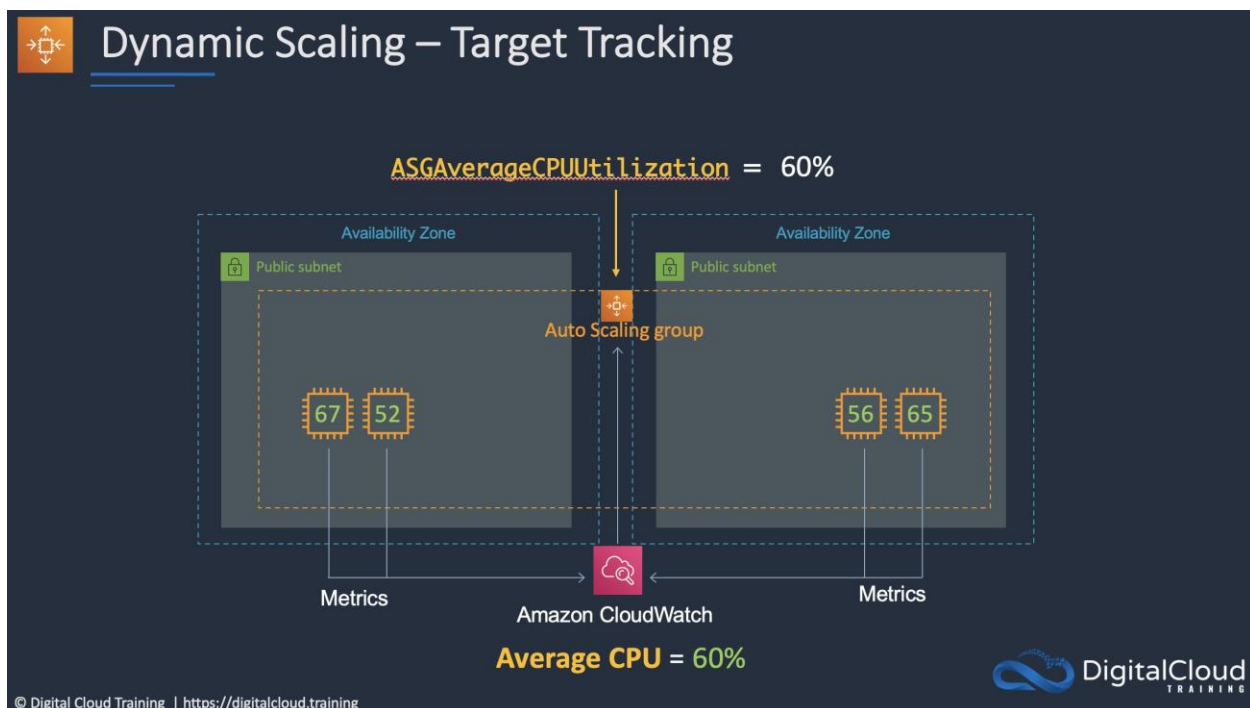 Dynamic Scaling – Target Tracking
ASGAverageCPUUtilization = 60%
Availability Zone
Availability Zone
Public subnet
Public subnet
Auto Scaling group
67 52
56 65
Metrics
Metrics
Amazon CloudWatch
Average CPU = 60%
DigitalCloud
TRAINING
© Digital Cloud Training | https://digitalcloud.training